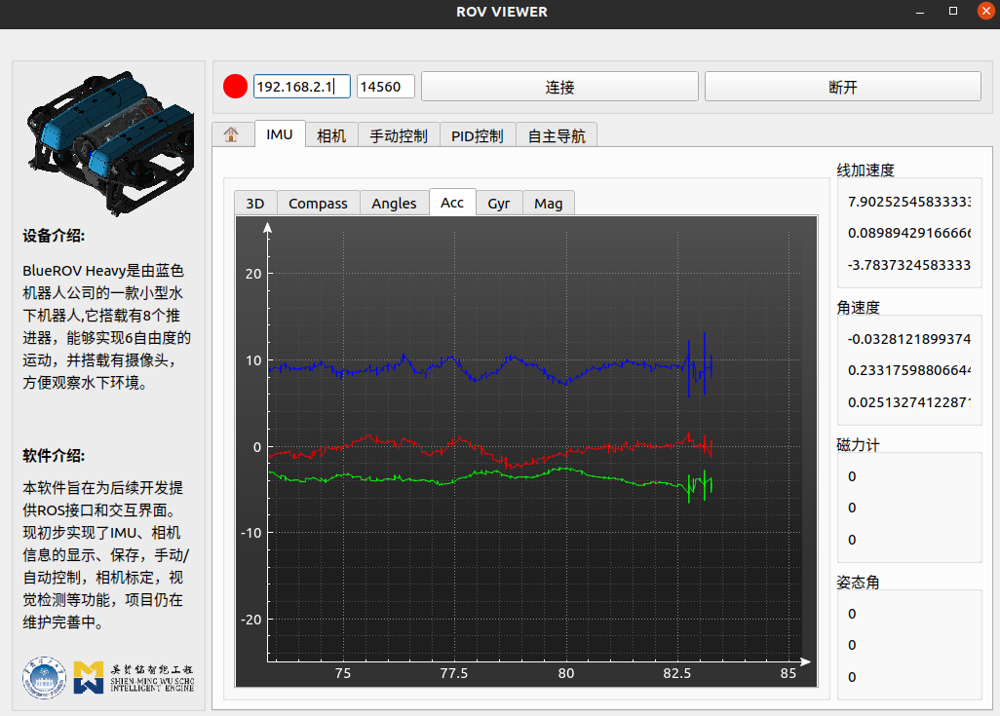 ROV VIEWER
设备介绍:
BlueROV Heavy是由蓝色
机器人公司的一款小型水
下机器人,它搭载有8个推
进器，能够实现6自由度的
运动，并搭载有摄像头，
方便观察水下环境。
软件介绍:
本软件旨在为后续开发提
供ROS接口和交互界面。
现初步实现了IMU、相机
信息的显示、保存，手动/
自动控制，相机标定，视
觉检测等功能，项目仍在
维护完善中。
吴贤铭智能工程
SHIEN-MING WU SCHO
INTELLIGENT ENGINE
192.168.2.1 14560 连接 断开
IMU 相机 手动控制 PID控制 自主导航
3D Compass Angles Acc Gyr Mag
20
10
0
-10
-20
75 77.5 80 82.5 85
线加速度
7.90252545833333
0.0898942916666
-3.7837324583333
角速度
-0.0328121899374
0.2331759880664
0.0251327412287
磁力计
0
0
0
姿态角
0
0
0